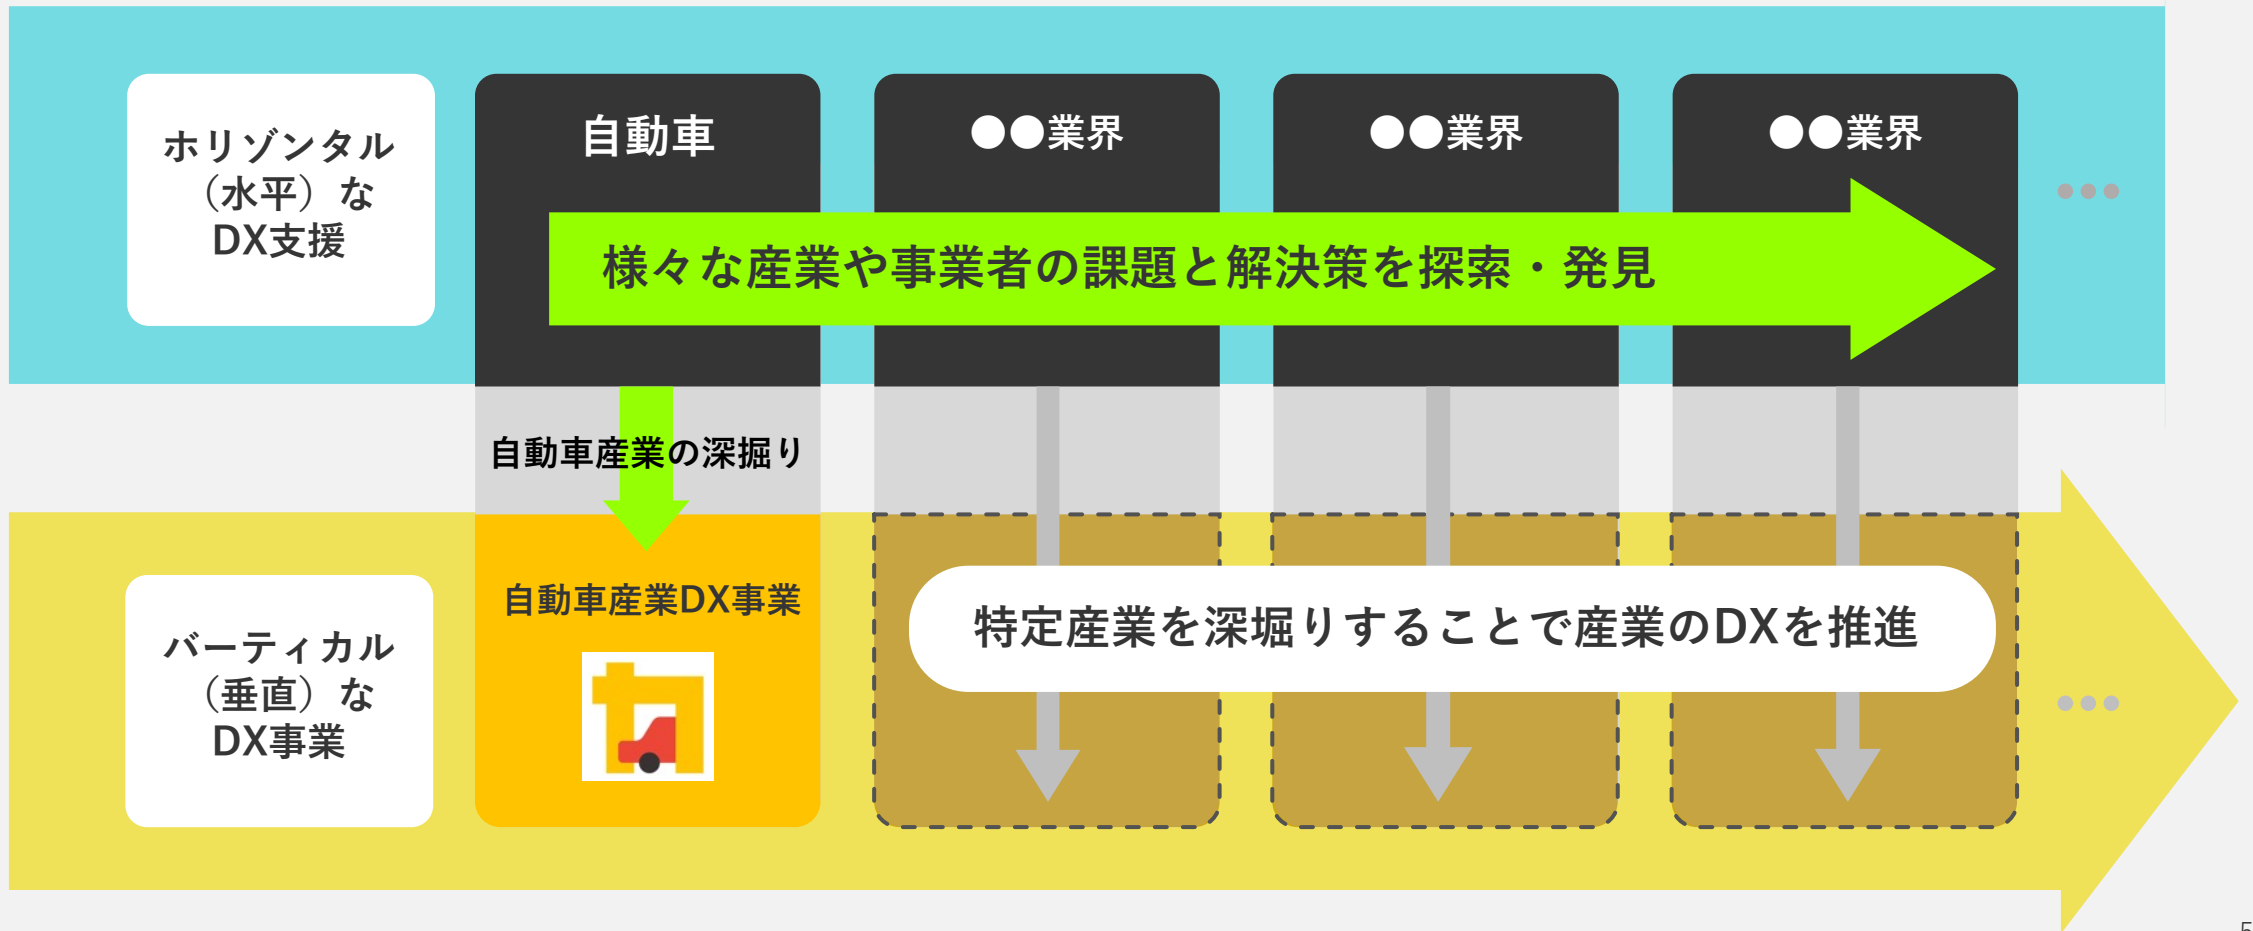 ホリゾンタル
（水平）な
DX支援
自動車
●●業界
●●業界
●●業界
様々な産業や事業者の課題と解決策を探索・発見
自動車産業の深掘り
バーティカル
（垂直）な
DX事業
自動車産業DX事業
特定産業を深堀りすることで産業のDXを推進
5